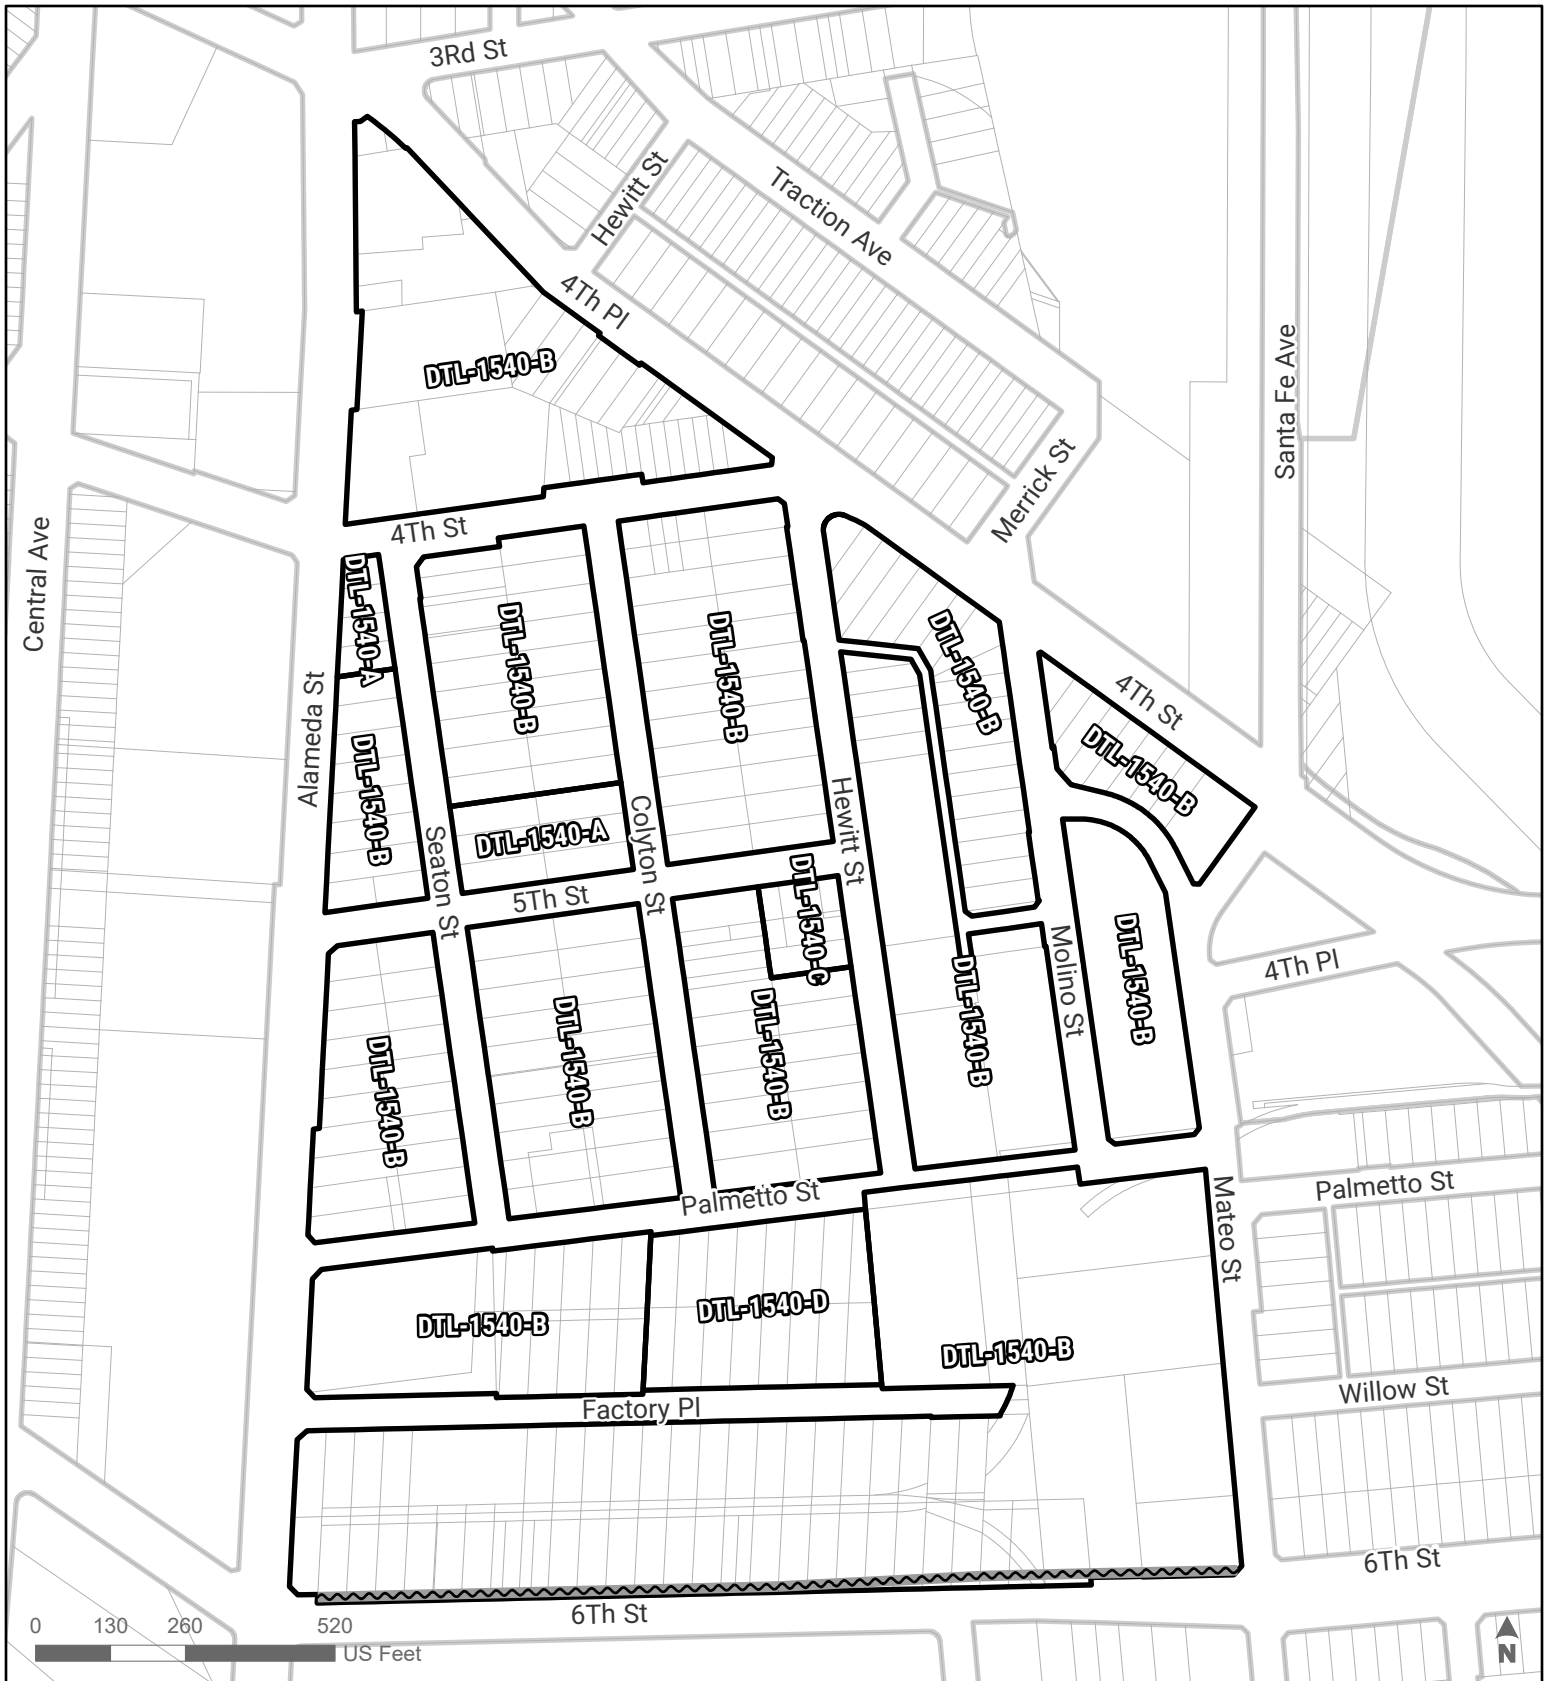 3Rd St
Hewitt St
Traction Ave
4Th Pl
DTL-1540-B
Santa Fe Ave
Merrick St
4Th St
Central Ave
DTL-1540-A
DTL-1540-B
DTL-1540-B
DTL-1540-B
Alameda St
4Th St
DTL-1540-B
DTL-1540-B
Seaton St
DTL-1540-A
Colyton St
Hewitt St
5Th St
DTL-1540-C
Molino St
DTL-1540-B
4Th Pl
DTL-1540-B
DTL-1540-B
DTL-1540-B
DTL-1540-B
DTL-1540-B
Palmetto St
Palmetto St
Mateo St
DTL-1540-B
DTL-1540-D
DTL-1540-B
Willow St
Factory Pl
6Th St
6Th St
0 130 260 520
US Feet
N